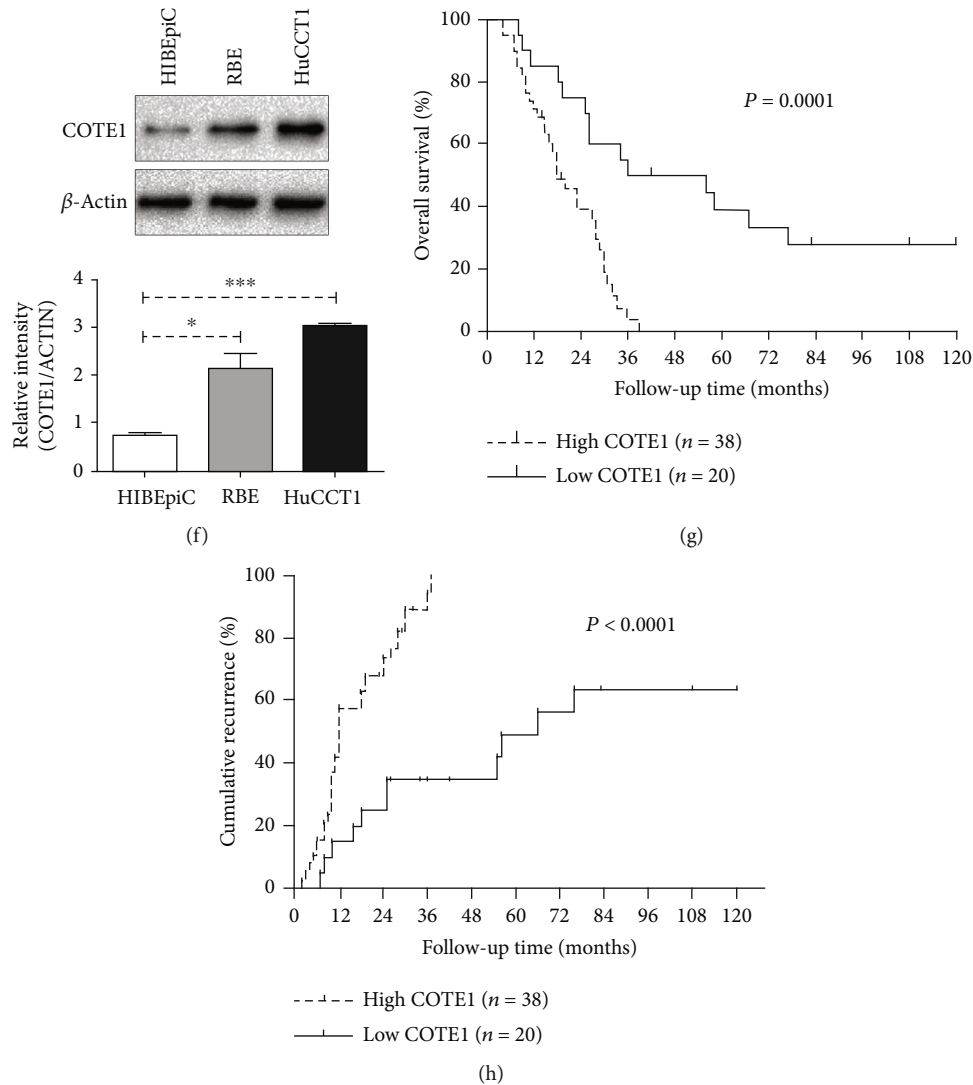 HIBEpiC
RBE
HuCCT1
COTE1
β-Actin
Relative intensity
(COTE1/ACTIN)
4
3
2
1
0
***
*
HIBEpiC RBE HuCCT1
(f)
Overall survival (%)
100
80
60
40
20
0
P = 0.0001
0 12 24 36 48 60 72 84 96 108 120
Follow-up time (months)
High COTE1 (n = 38)
Low COTE1 (n = 20)
(g)
Cumulative recurrence (%)
100
80
60
40
20
0
P < 0.0001
0 12 24 36 48 60 72 84 96 108 120
Follow-up time (months)
High COTE1 (n = 38)
Low COTE1 (n = 20)
(h)